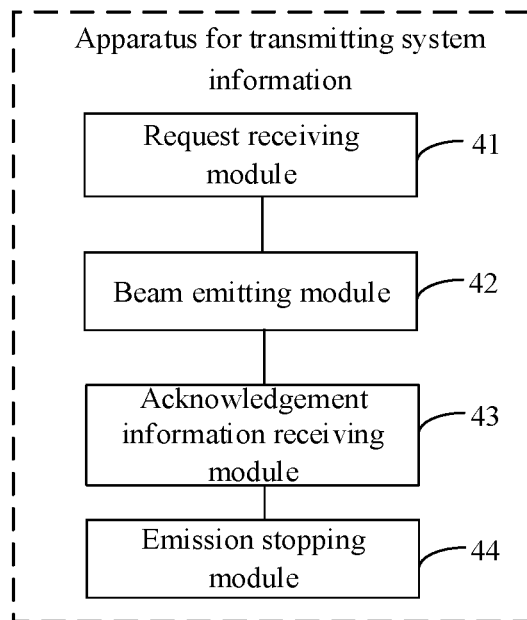 Apparatus for transmitting system
information
Request receiving
module
41
Beam emitting module
42
Acknowledgement
information receiving
module
43
Emission stopping
module
44